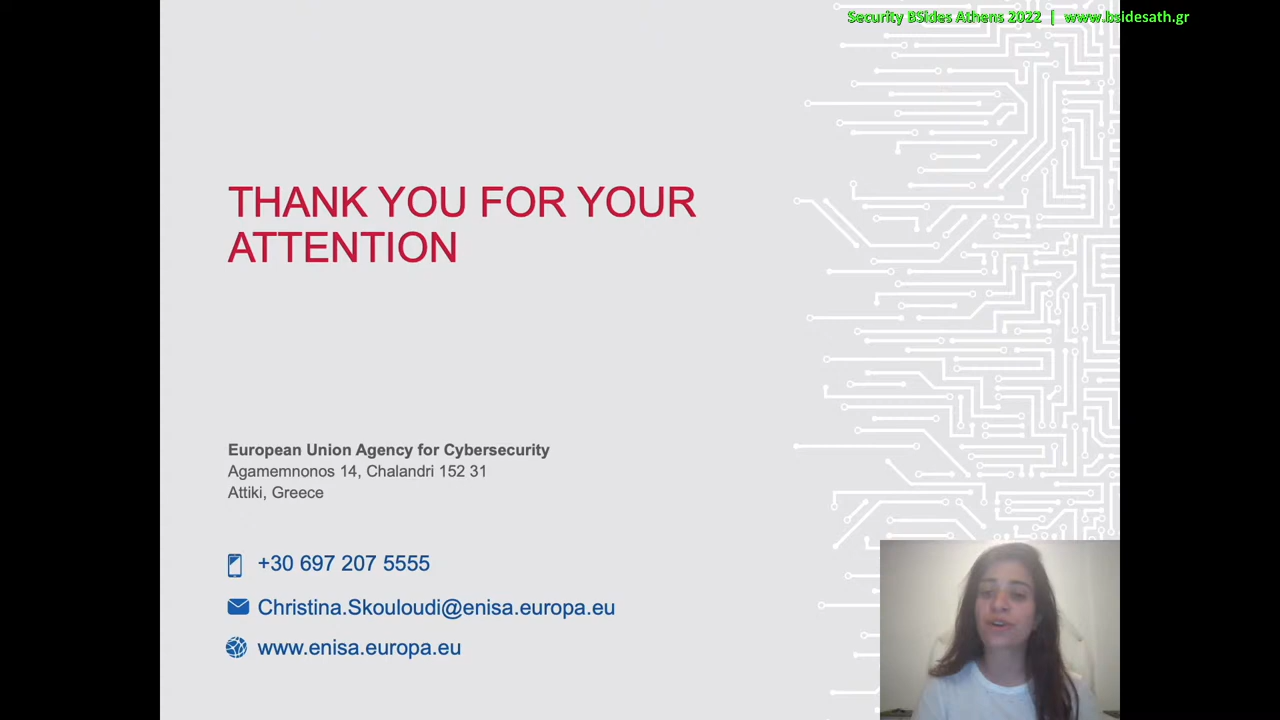 Security BSides Athens 2022 | www.bsidesath.gr
THANK YOU FOR YOUR
ATTENTION
European Union Agency for Cybersecurity
Agamemnonos 14, Chalandri 152 31
Attiki, Greece
+30 697 207 5555
Christina.Skouloudi@enisa.europa.eu
www.enisa.europa.eu